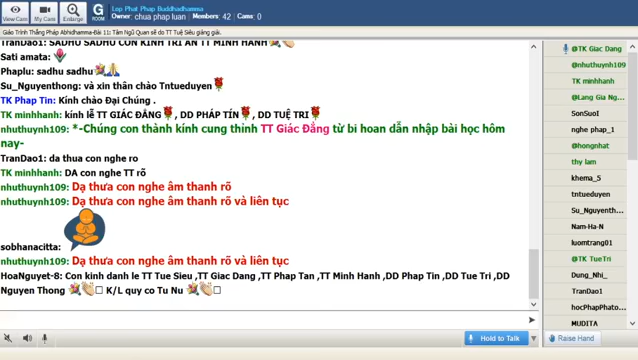 Lop Phat Phap Buddhadhamma
Owner: chua phap luan | Members: 42 | Cams: 0
View Cam
My Cam
Enlarge
G
ROOM
Giáo Trình Thắng Pháp Abhidhamma-Bài 11: Tâm Ngũ Quan sẽ do TT Tuệ Siêu giảng giải.
TranDao1: SADHU SADHU CON KINH TRI AN TT MINH HANH
Sati amata:
Phaplu: sadhu sadhu
Su_Nguyenthong: và xin thân chào Tntueduyen
TK Phap Tin: Kính chào Đại Chúng .
TK minhhanh: kính lễ TT GIÁC ĐẲNG, DD PHÁP TÍN , DD TUỆ TRI
nhuthuynh109: *-Chúng con thành kính cung thỉnh TT Giác Đẳng từ bi hoan dẫn nhập bài học hôm
nay-
TranDao1: da thua con nghe ro
TK minhhanh: DA con nghe TT rõ
nhuthuynh109: Dạ thưa con nghe âm thanh rõ
nhuthuynh109: Dạ thưa con nghe âm thanh rõ và liên tục
sobhanacitta:
nhuthuynh109: Dạ thưa con nghe âm thanh rõ và liên tục
HoaNguyet-8: Con kinh danh le TT Tue Sieu ,TT Giac Dang ,TT Phap Tan ,TT Minh Hanh ,DD Phap Tin ,DD Tue Tri ,DD
Nguyen Thong K/L quy co Tu Nu
Hold to Talk
@TK Giac Dang
@nhuthuynh109
TK minhhanh
@Lang Gia Ng...
SonSuoI
nghe phap_1
@hongnhat
thy lam
khema_5
tntueduyen
Su_Nguyenth...
Nam-Ha-N
luomtrang01
@TK TueTri
Dung_Nhi_
TranDao1
hocPhapPhato...
MUDITA
Raise Hand